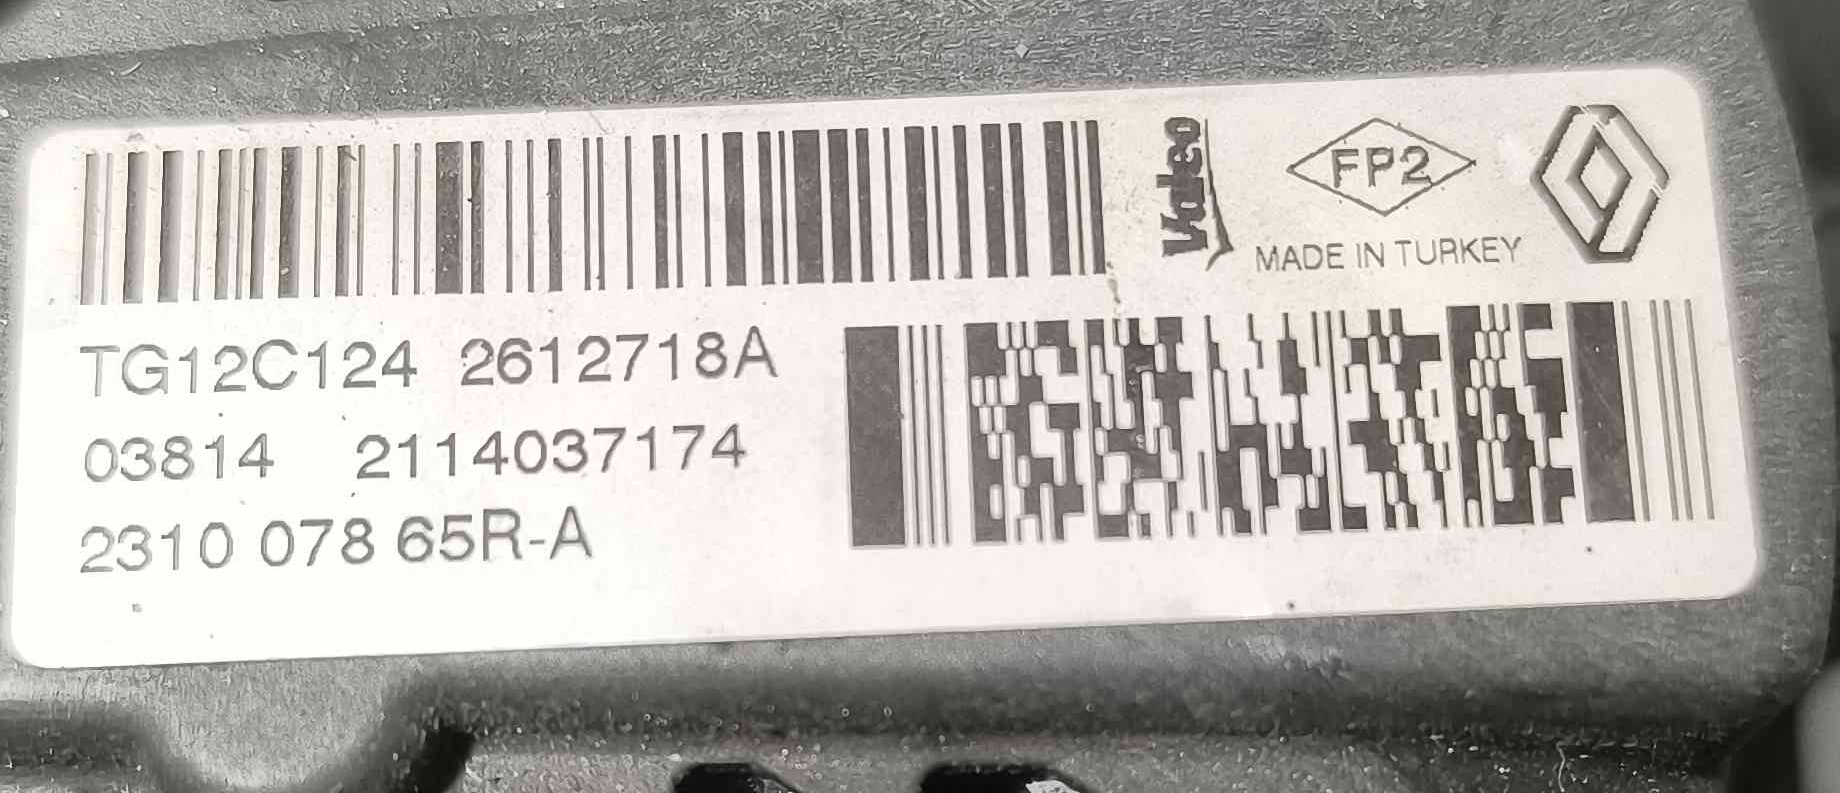 Valeo
FP2
MADE IN TURKEY
TG12C124 2612718A
03814 2114037174
2310 078 65R-A